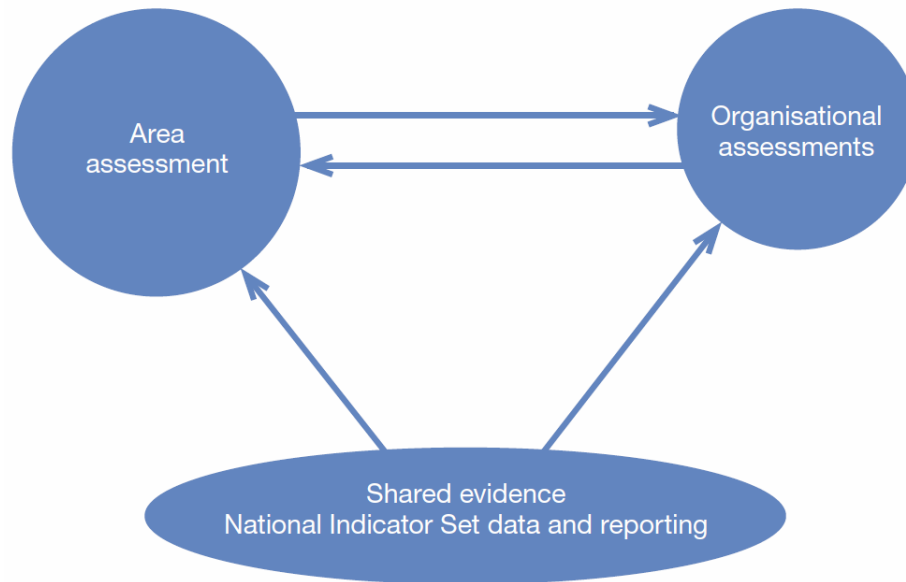 Area
assessment
Organisational
assessments
Shared evidence
National Indicator Set data and reporting